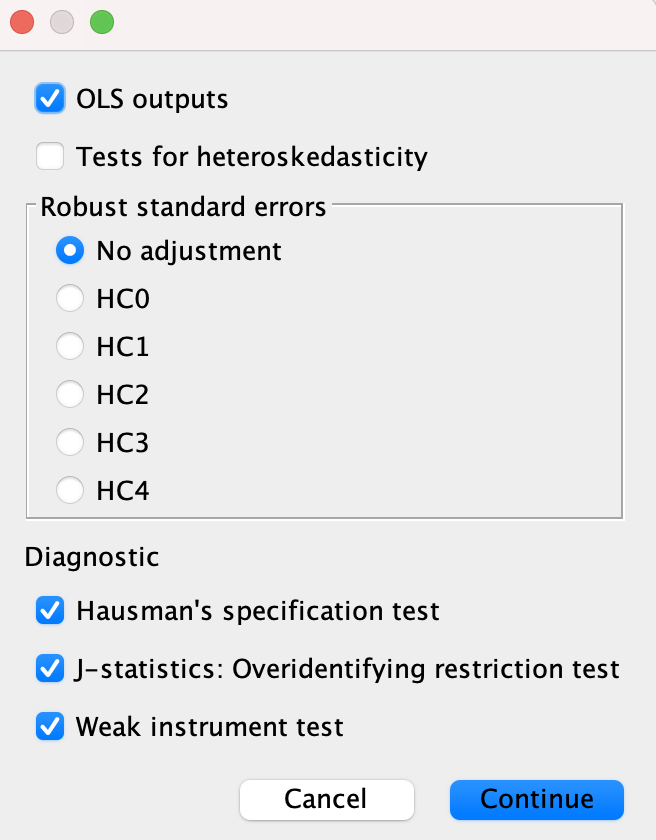 OLS outputs
Tests for heteroskedasticity
Robust standard errors
No adjustment
HC0
HC1
HC2
HC3
HC4
Diagnostic
Hausman's specification test
J-statistics: Overidentifying restriction test
Weak instrument test
Cancel Continue